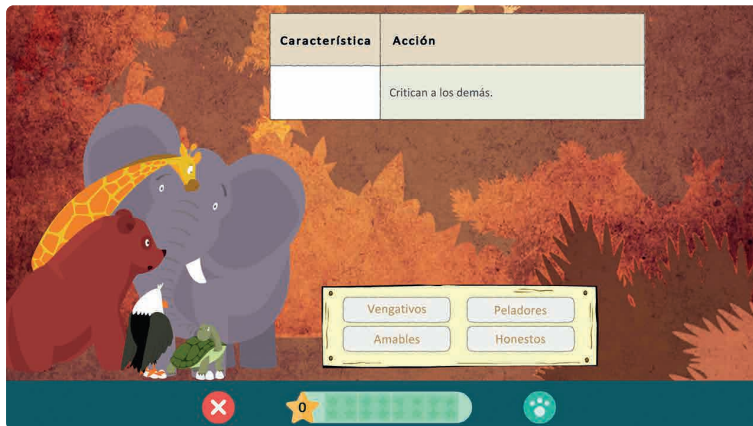 Característica Acción
Critican a los demás.
Vengativos Peladores
Amables Honestos
0